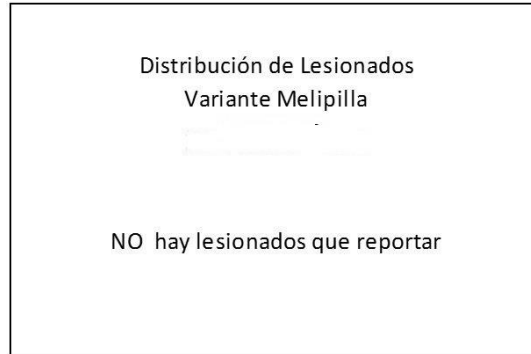 Distribución de Lesionados
Variante Melipilla
NO hay lesionados que reportar